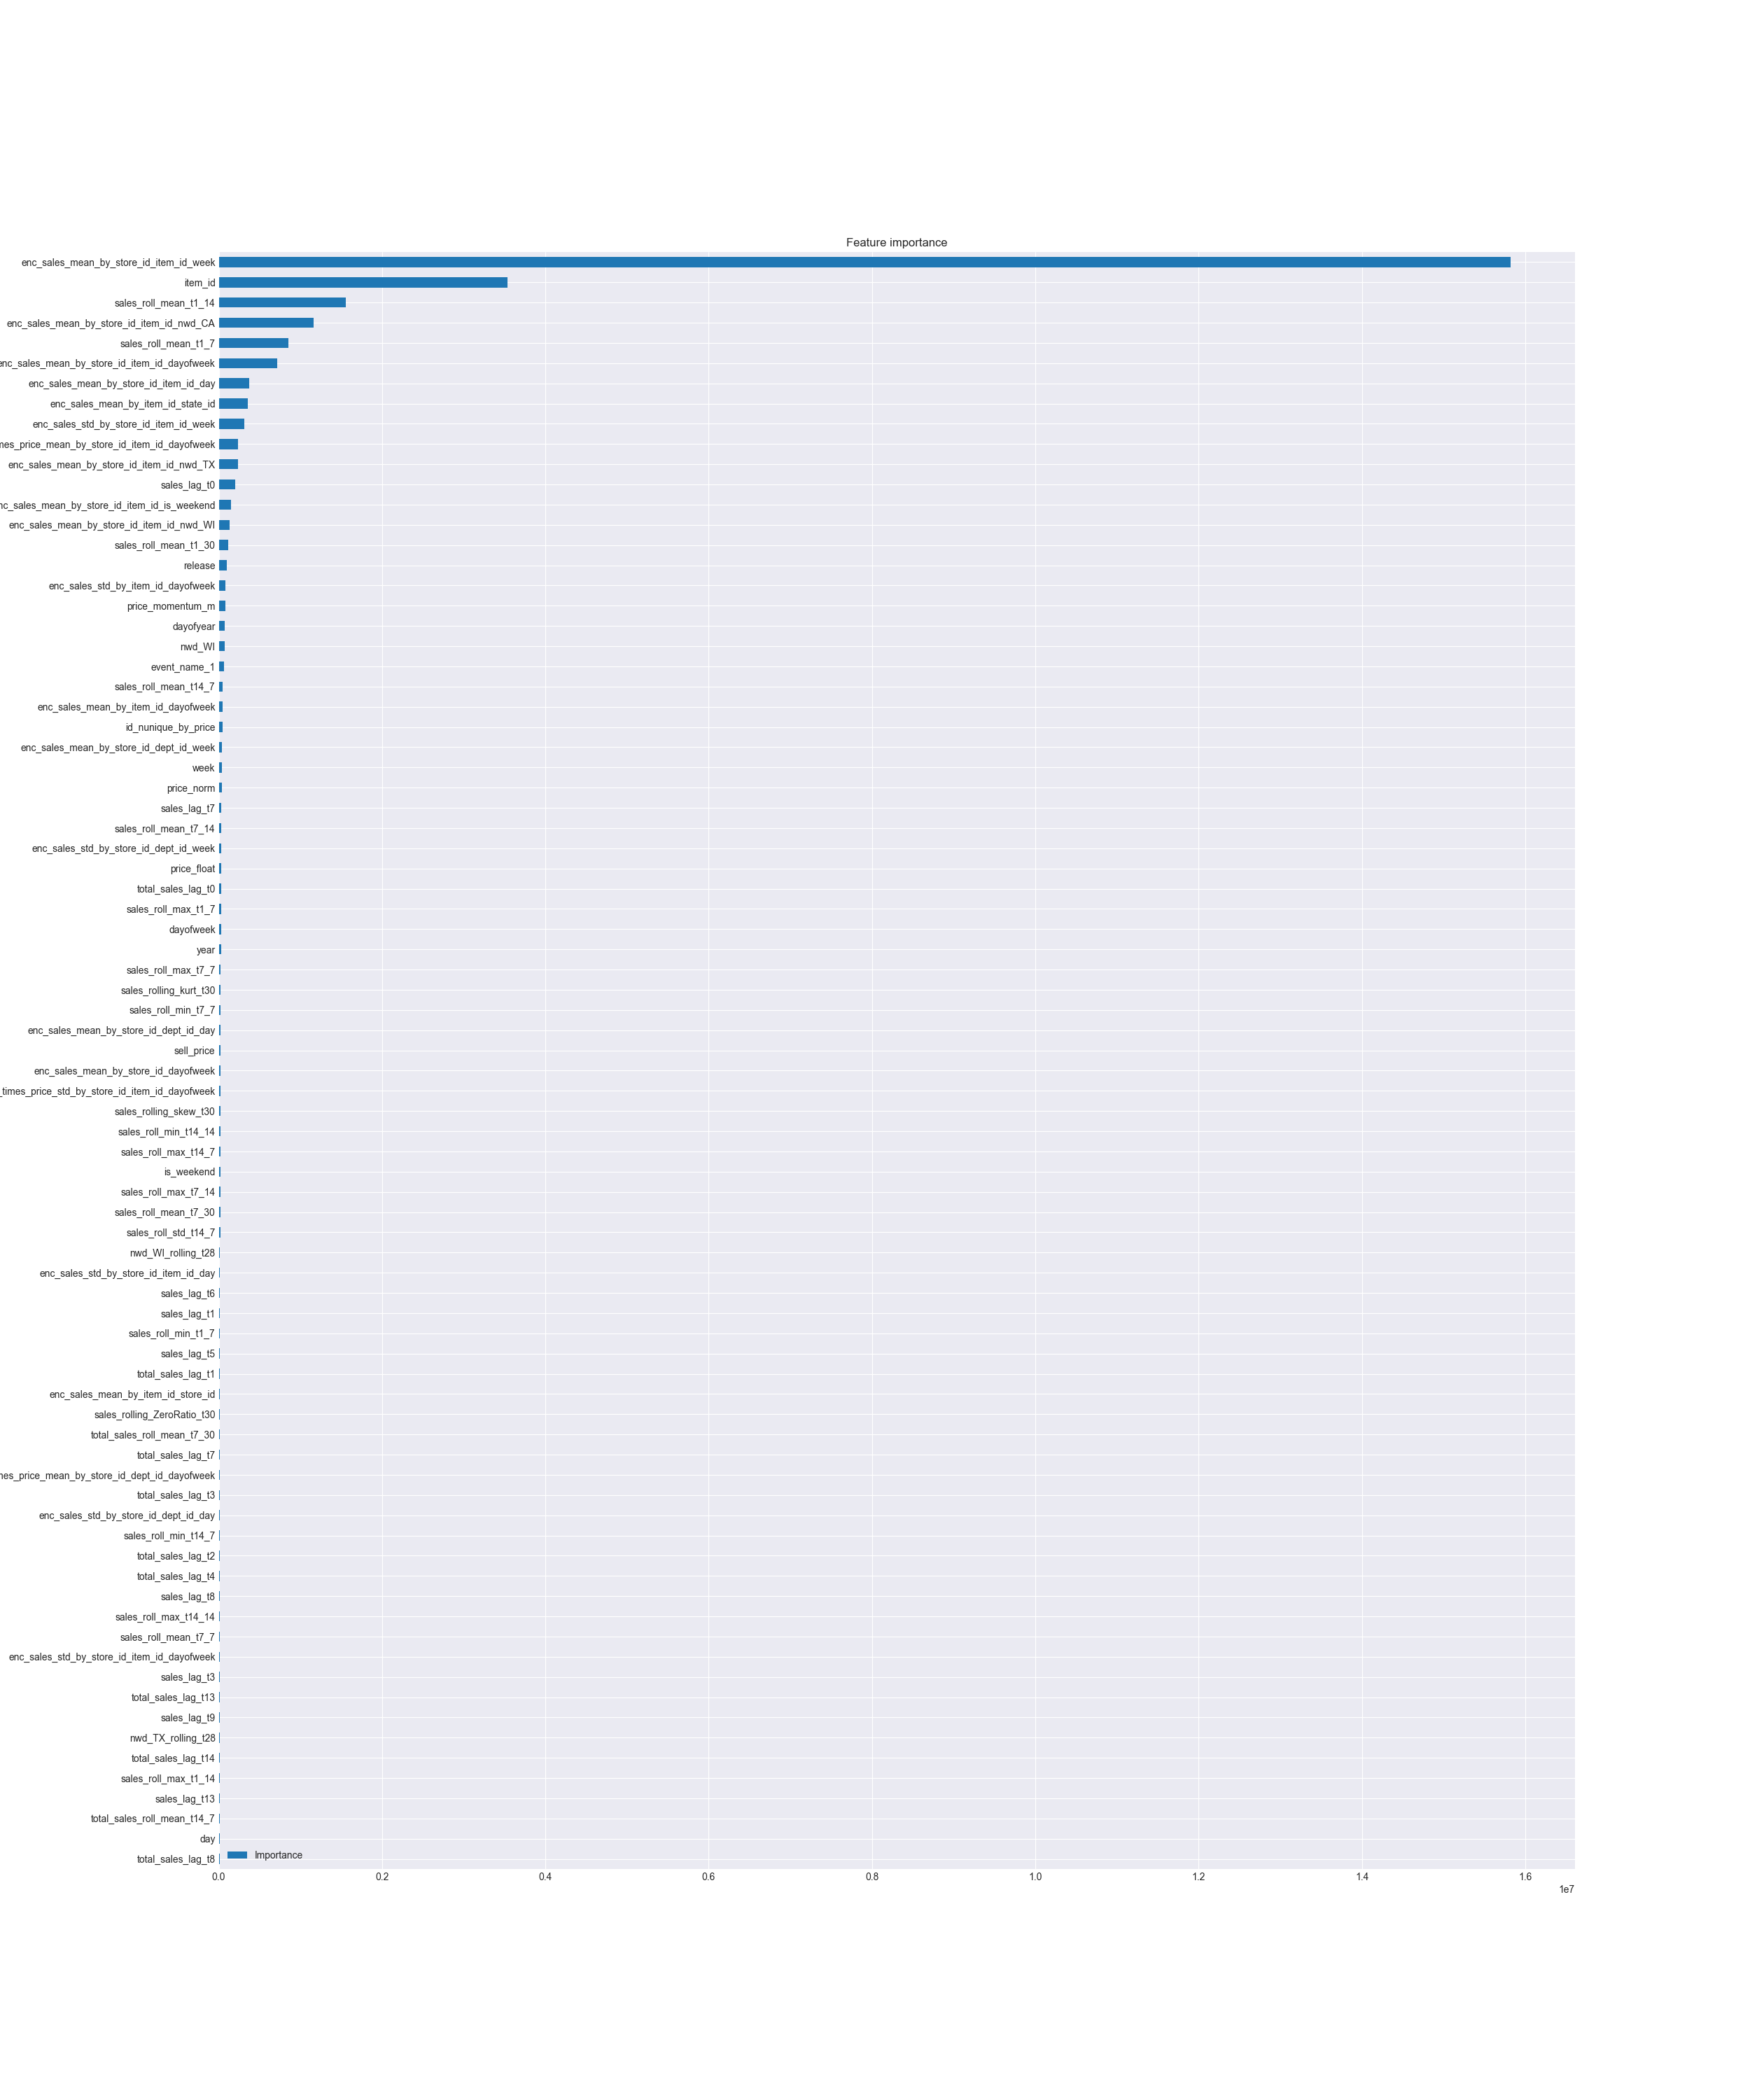 Feature importance
enc_sales_mean_by_store_id_item_id_week
item_id
sales_roll_mean_t1_14
enc_sales_mean_by_store_id_item_id_nwd_CA
sales_roll_mean_t1_7
enc_sales_mean_by_store_id_item_id_dayofweek
enc_sales_mean_by_store_id_item_id_day
enc_sales_mean_by_item_id_state_id
enc_sales_std_by_store_id_item_id_week
mes_price_mean_by_store_id_item_id_dayofweek
enc_sales_mean_by_store_id_item_id_nwd_TX
sales_lag_t0
nc_sales_mean_by_store_id_item_id_is_weekend
enc_sales_mean_by_store_id_item_id_nwd_WI
sales_roll_mean_t1_30
release
enc_sales_std_by_item_id_dayofweek
price_momentum_m
dayofyear
nwd_WI
event_name_1
sales_roll_mean_t14_7
enc_sales_mean_by_item_id_dayofweek
id_nunique_by_price
enc_sales_mean_by_store_id_dept_id_week
week
price_norm
sales_lag_t7
sales_roll_mean_t7_14
enc_sales_std_by_store_id_dept_id_week
price_float
total_sales_lag_t0
sales_roll_max_t1_7
dayofweek
year
sales_roll_max_t7_7
sales_rolling_kurt_t30
sales_roll_min_t7_7
enc_sales_mean_by_store_id_dept_id_day
sell_price
enc_sales_mean_by_store_id_dayofweek
_times_price_std_by_store_id_item_id_dayofweek
sales_rolling_skew_t30
sales_roll_min_t14_14
sales_roll_max_t14_7
is_weekend
sales_roll_max_t7_14
sales_roll_mean_t7_30
sales_roll_std_t14_7
nwd_WI_rolling_t28
enc_sales_std_by_store_id_item_id_day
sales_lag_t6
sales_lag_t1
sales_roll_min_t1_7
sales_lag_t5
total_sales_lag_t1
enc_sales_mean_by_item_id_store_id
sales_rolling_ZeroRatio_t30
total_sales_roll_mean_t7_30
total_sales_lag_t7
nes_price_mean_by_store_id_dept_id_dayofweek
total_sales_lag_t3
enc_sales_std_by_store_id_dept_id_day
sales_roll_min_t14_7
total_sales_lag_t2
total_sales_lag_t4
sales_lag_t8
sales_roll_max_t14_14
sales_roll_mean_t7_7
enc_sales_std_by_store_id_item_id_dayofweek
sales_lag_t3
total_sales_lag_t13
sales_lag_t9
nwd_TX_rolling_t28
total_sales_lag_t14
sales_roll_max_t1_14
sales_lag_t13
total_sales_roll_mean_t14_7
day
total_sales_lag_t8
Importance
0.0 0.2 0.4 0.6 0.8 1.0 1.2 1.4 1.6
1e7